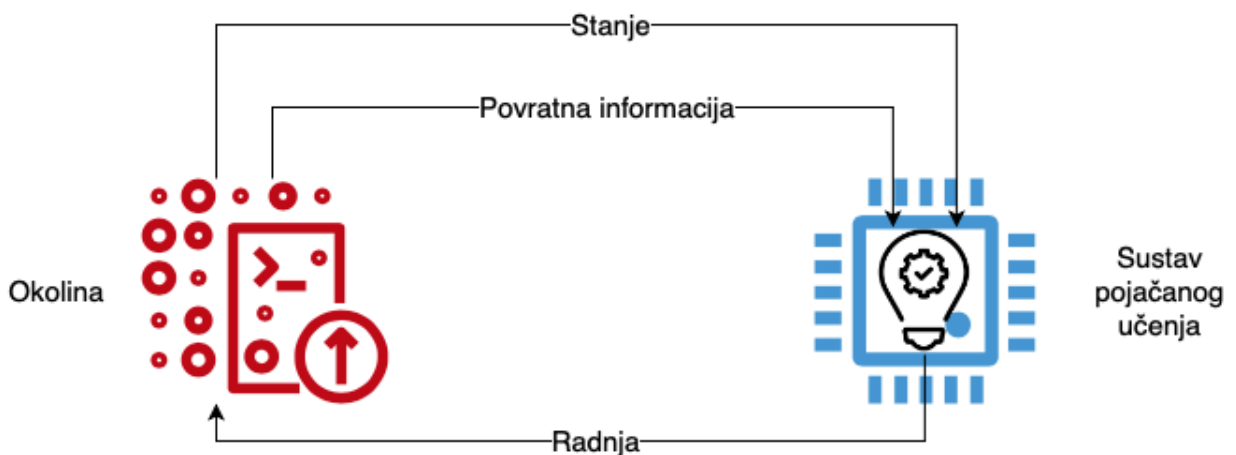 Stanje
Povratna informacija
Okolina
Sustav
pojačanog
učenja
Radnja